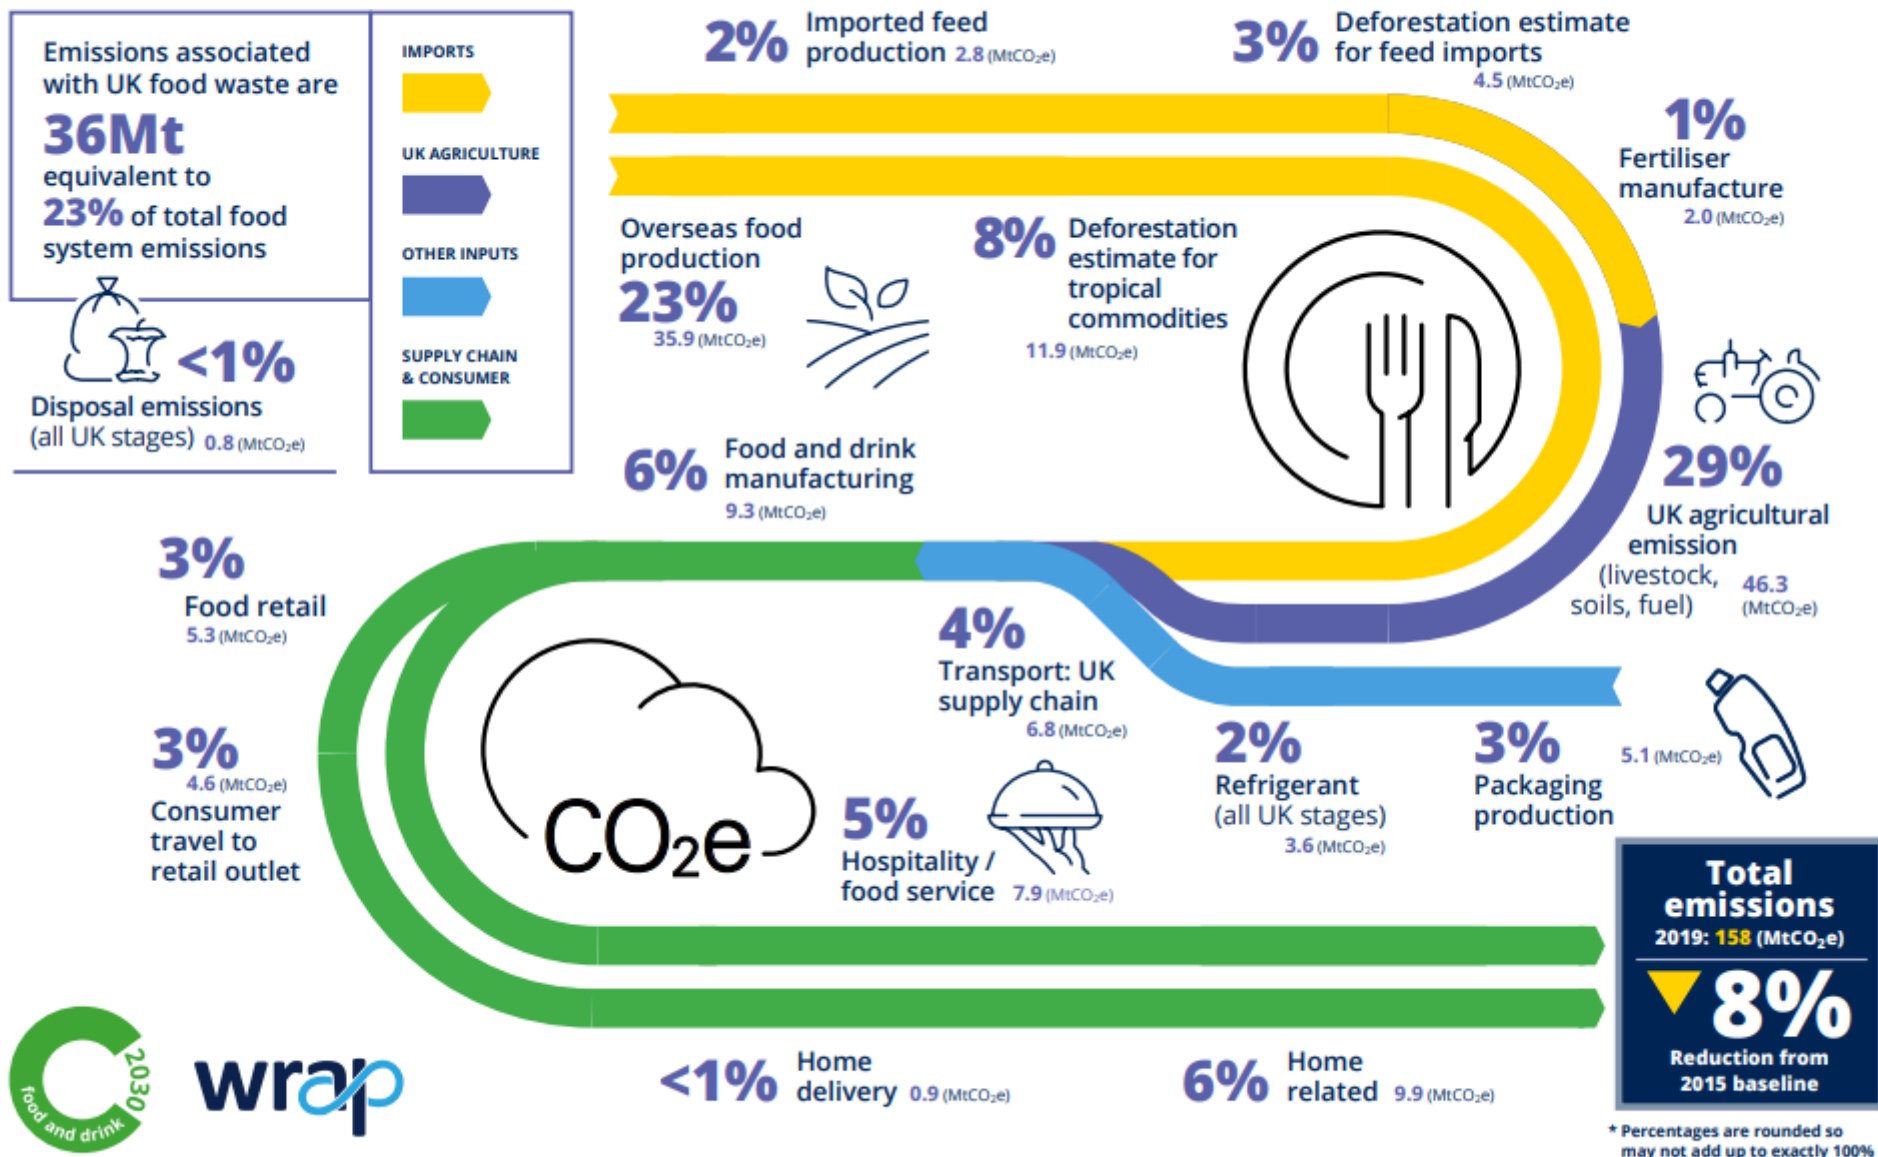 Emissions associated
with UK food waste are
36Mt
equivalent to
23% of total food
system emissions
<1%
Disposal emissions
(all UK stages) 0.8 (MtCO₂e)
IMPORTS
UK AGRICULTURE
OTHER INPUTS
SUPPLY CHAIN
& CONSUMER
2% Imported feed
production 2.8 (MtCO₂e)
3% Deforestation estimate
for feed imports
4.5 (MtCO₂e)
1%
Fertiliser
manufacture
2.0 (MtCO₂e)
Overseas food
production
23%
35.9 (MtCO₂e)
8% Deforestation
estimate for
tropical
commodities
11.9 (MtCO₂e)
29%
UK agricultural
emission
(livestock,
soils, fuel)
46.3
(MtCO₂e)
6% Food and drink
manufacturing
9.3 (MtCO₂e)
3%
Food retail
5.3 (MtCO₂e)
3%
4.6 (MtCO₂e)
Consumer
travel to
retail outlet
CO₂e
4%
Transport: UK
supply chain
6.8 (MtCO₂e)
5%
Hospitality /
food service 7.9 (MtCO₂e)
2%
Refrigerant
(all UK stages)
3.6 (MtCO₂e)
3%
Packaging
production
5.1 (MtCO₂e)
<1% Home
delivery 0.9 (MtCO₂e)
6% Home
related 9.9 (MtCO₂e)
Total
emissions
2019: 158 (MtCO₂e)
8%
Reduction from
2015 baseline
* Percentages are rounded so
may not add up to exactly 100%
food and drink
2030
wrap